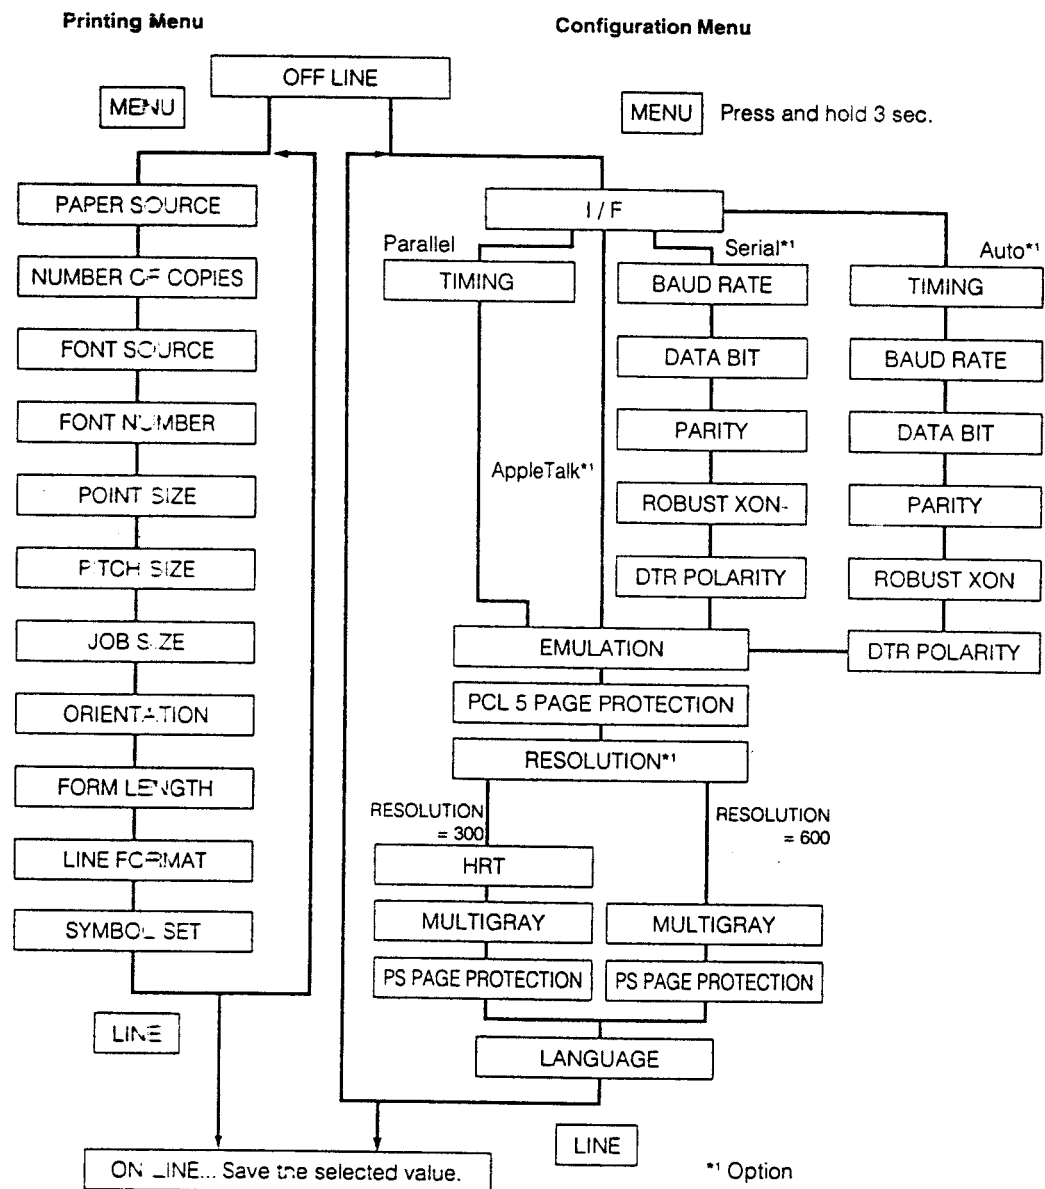 Printing Menu
Configuration Menu
OFF LINE
MENU
MENU Press and hold 3 sec.
PAPER SOURCE
NUMBER OF COPIES
FONT SOURCE
FONT NUMBER
POINT SIZE
PITCH SIZE
JOB SIZE
ORIENTATION
FORM LENGTH
LINE FORMAT
SYMBOL SET
LINE
I / F
Parallel
TIMING
AppleTalk*1
Serial*1
BAUD RATE
DATA BIT
PARITY
ROBUST XON-
DTR POLARITY
Auto*1
TIMING
BAUD RATE
DATA BIT
PARITY
ROBUST XON
DTR POLARITY
EMULATION
PCL 5 PAGE PROTECTION
RESOLUTION*1
RESOLUTION
= 300
HRT
MULTIGRAY
PS PAGE PROTECTION
RESOLUTION
= 600
MULTIGRAY
PS PAGE PROTECTION
LANGUAGE
LINE
ON LINE... Save the selected value.
*1 Option